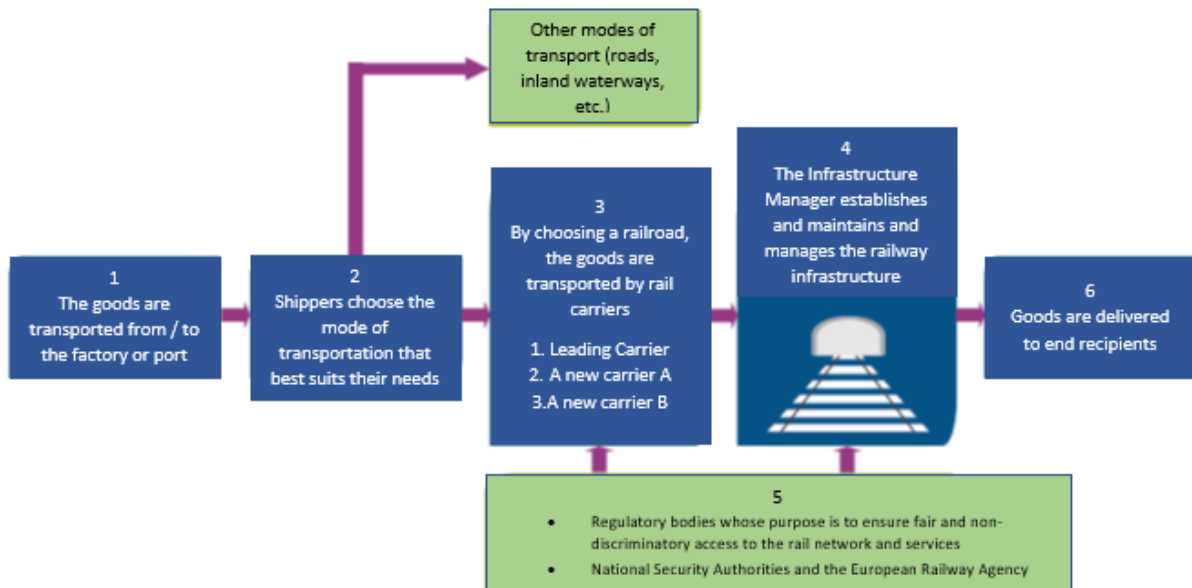 Other modes of
transport (roads,
inland waterways,
etc.)
1
The goods are
transported from / to
the factory or port
2
Shippers choose the
mode of
transportation that
best suits their needs
3
By choosing a railroad,
the goods are
transported by rail
carriers
1. Leading Carrier
2. A new carrier A
3.A new carrier B
4
The Infrastructure
Manager establishes
and maintains and
manages the railway
infrastructure
6
Goods are delivered
to end recipients
5
• Regulatory bodies whose purpose is to ensure fair and non-
discriminatory access to the rail network and services
• National Security Authorities and the European Railway Agency